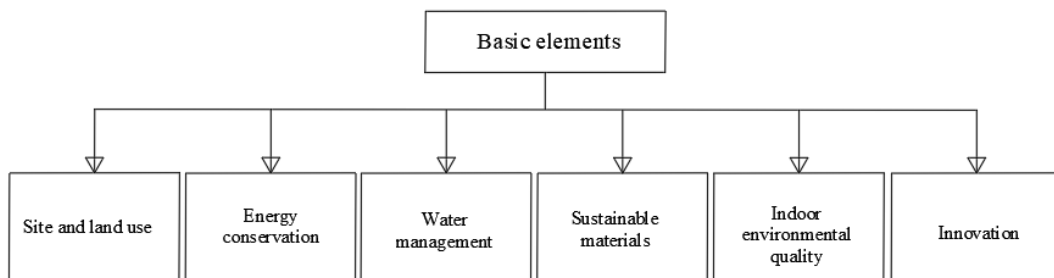 Basic elements
Site and land use
Energy
conservation
Water
management
Sustainable
materials
Indoor
environmental
quality
Innovation